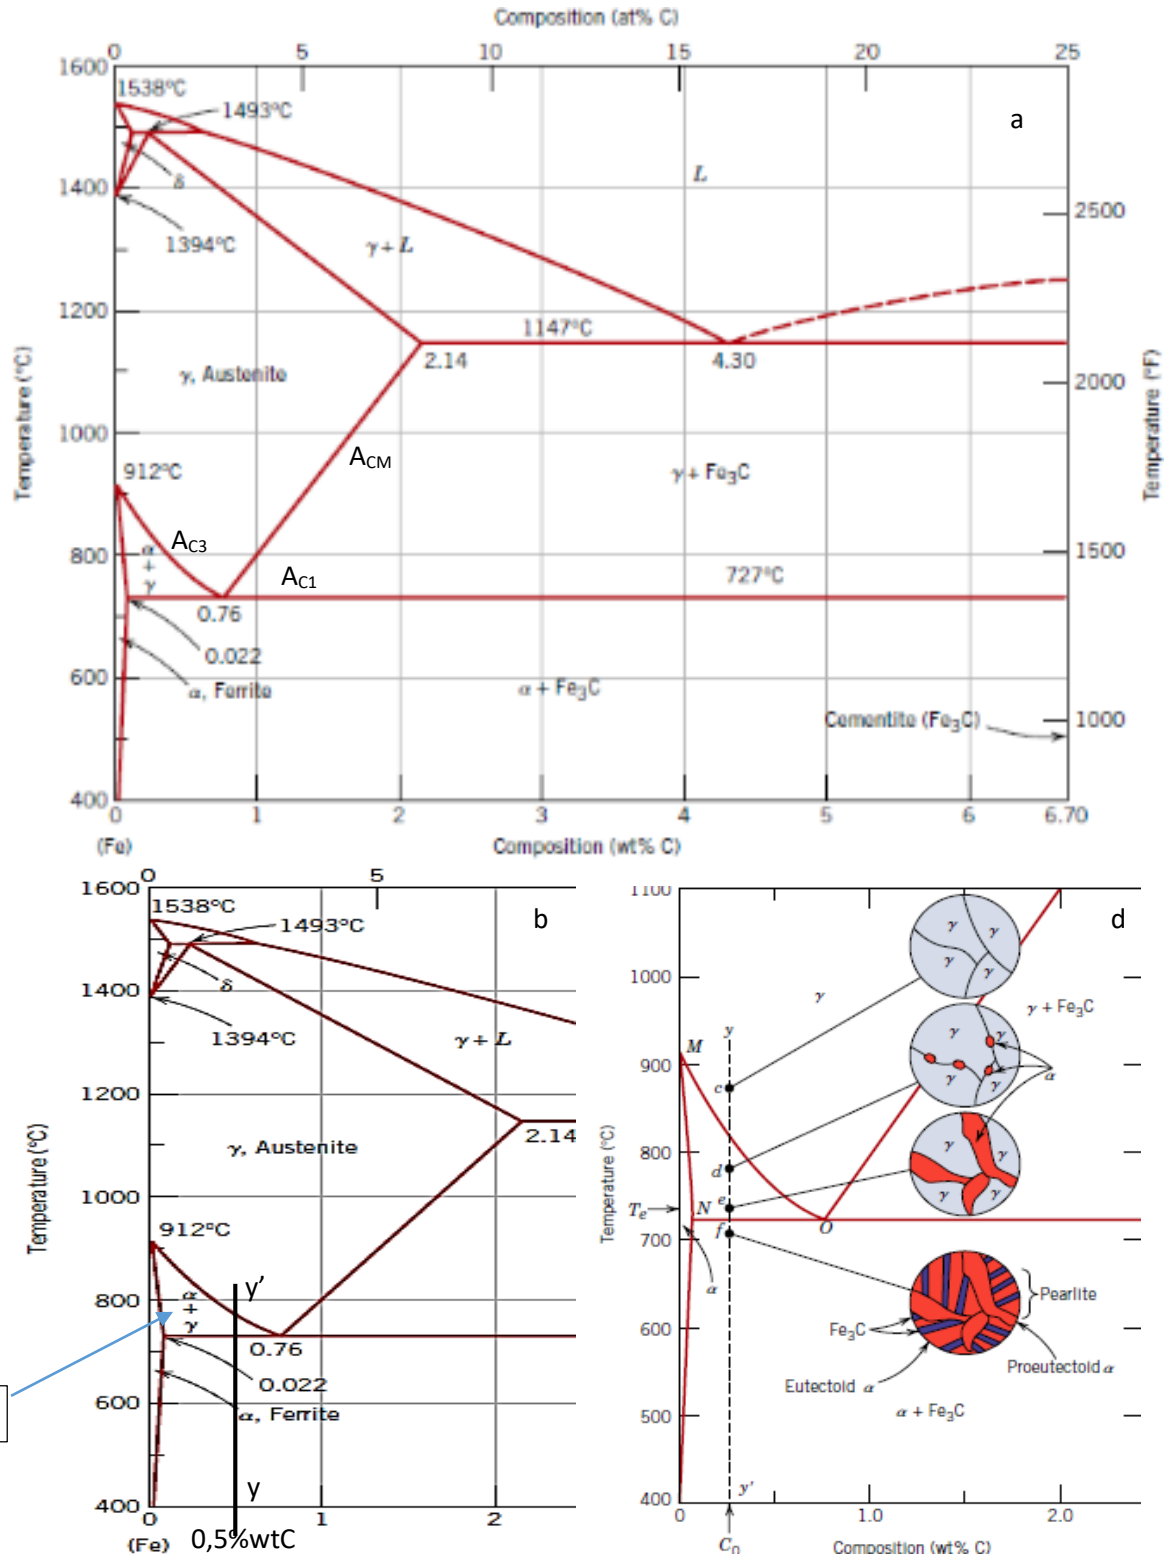 Composition (at% C)
0 5 10 15 20 25
1600
1538°C
1493°C
a
L
δ
1400
2500
1394°C
γ + L
1200
1147°C
2.14
4.30
γ, Austenite
2000
Temperature (°C)
Temperature (°F)
1000
ACM
912°C
γ + Fe3C
AC3
800
α
+
γ
1500
AC1
727°C
0.76
0.022
600
α, Ferrite
α + Fe3C
Cementite (Fe3C)
1000
400
0 1 2 3 4 5 6 6.70
(Fe)
Composition (wt% C)
0 5
1600
1538°C
1493°C
b
δ
1400
1394°C
γ + L
1200
2.14
γ, Austenite
Temperature (°C)
1000
912°C
800
α
+
γ
y'
0.76
0.022
600
α, Ferrite
y
400
0 1 2
(Fe)
0,5%wtC
1100
d
γ
γ
γ
γ
1000
γ
γ + Fe3C
y
γ
γ
γ
γ
α
M
900
c
γ
γ
γ
γ
800
d
Temperature (°C)
e
Te
N
O
f
700
α
Pearlite
600
Fe3C
Proeutectoid α
Eutectoid α
α + Fe3C
500
y'
400
0 1.0 2.0
C0
Composition (wt% C)